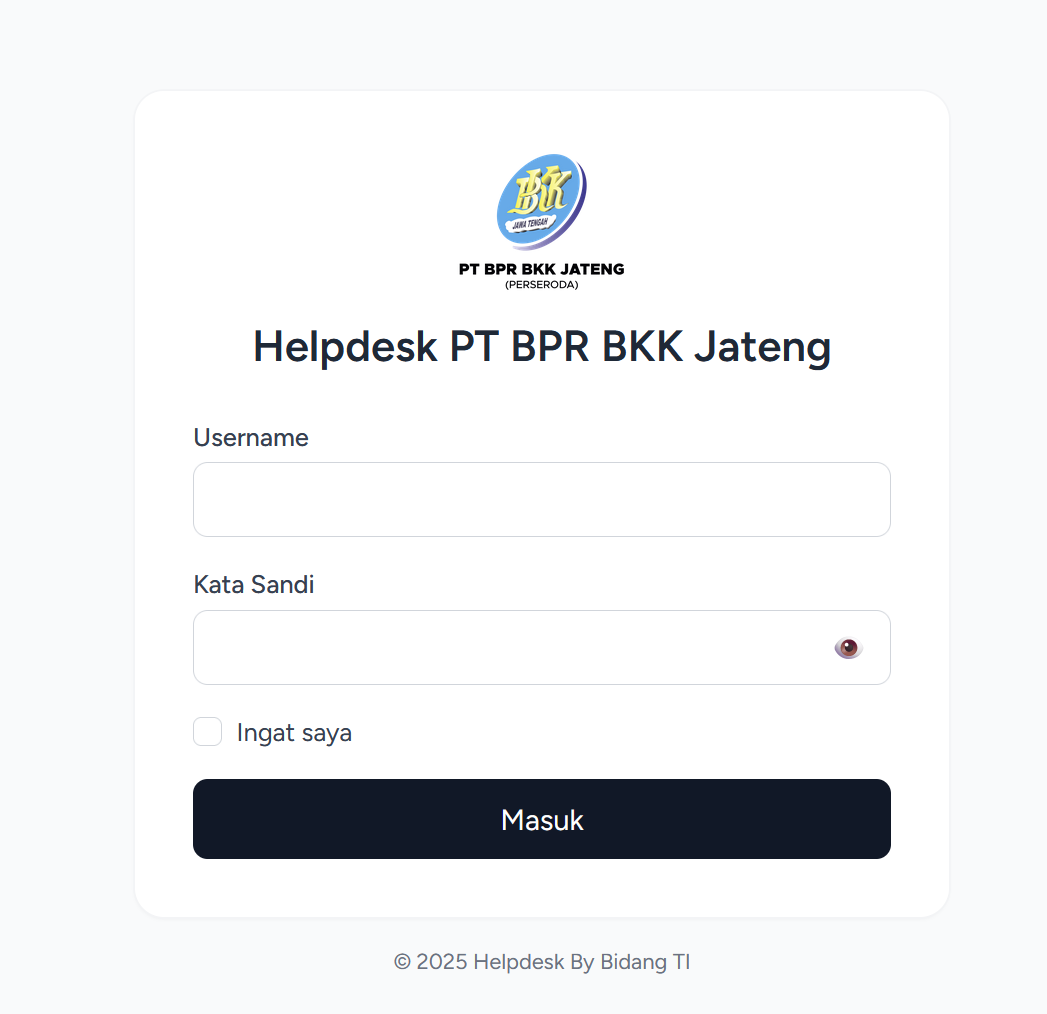 BKK
JAWA TENGAH
PT BPR BKK JATENG
(PERSERODA)
Helpdesk PT BPR BKK Jateng
Username
Kata Sandi
Ingat saya
Masuk
© 2025 Helpdesk By Bidang TI